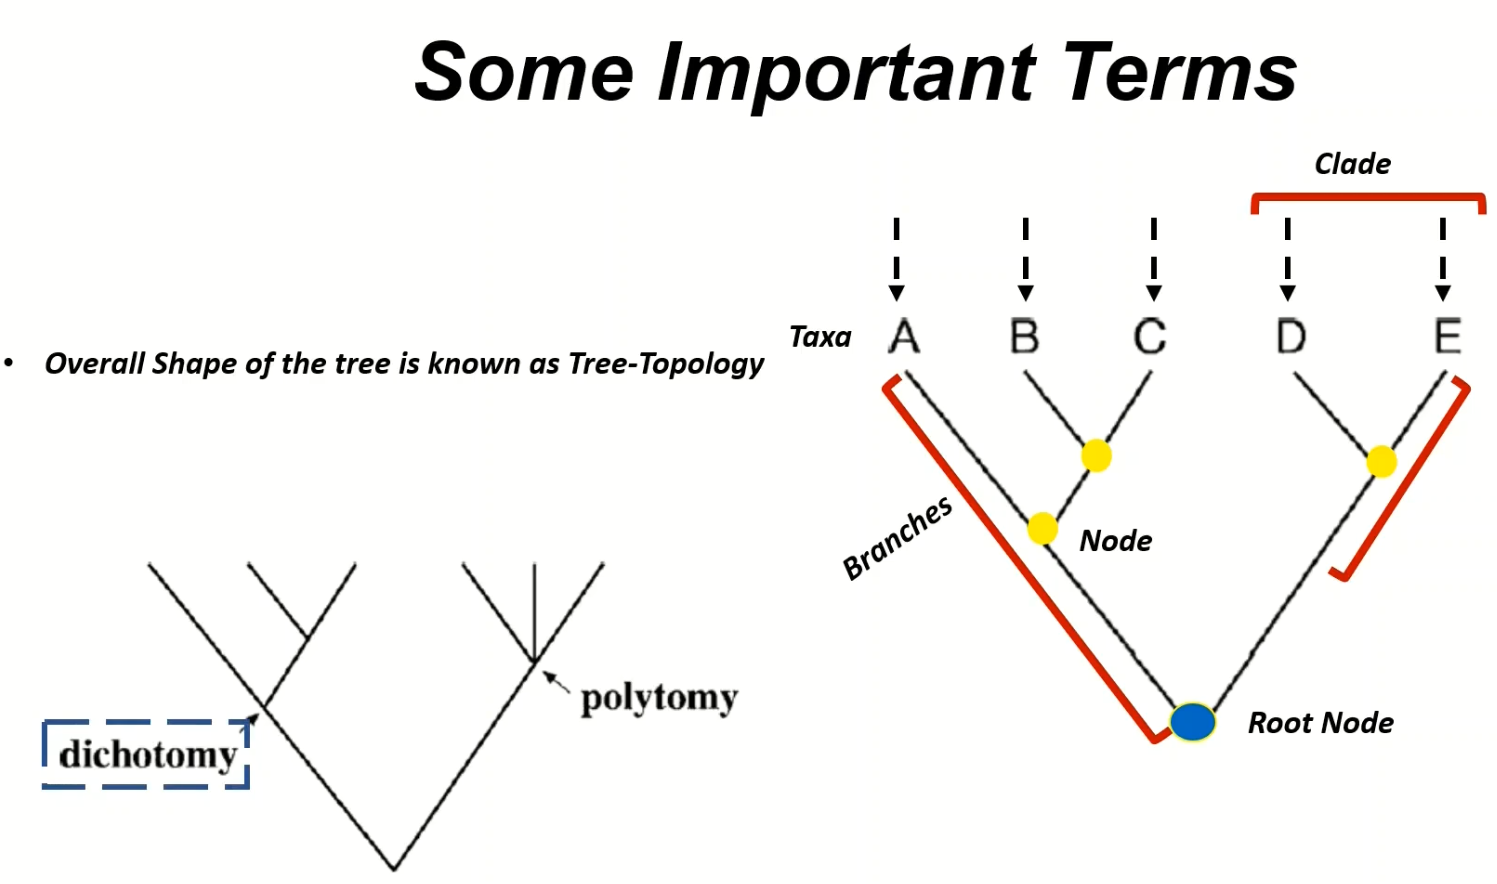 Some Important Terms
Clade
Taxa A B C D E
• Overall Shape of the tree is known as Tree-Topology
Branches
Node
polytomy
dichotomy
Root Node